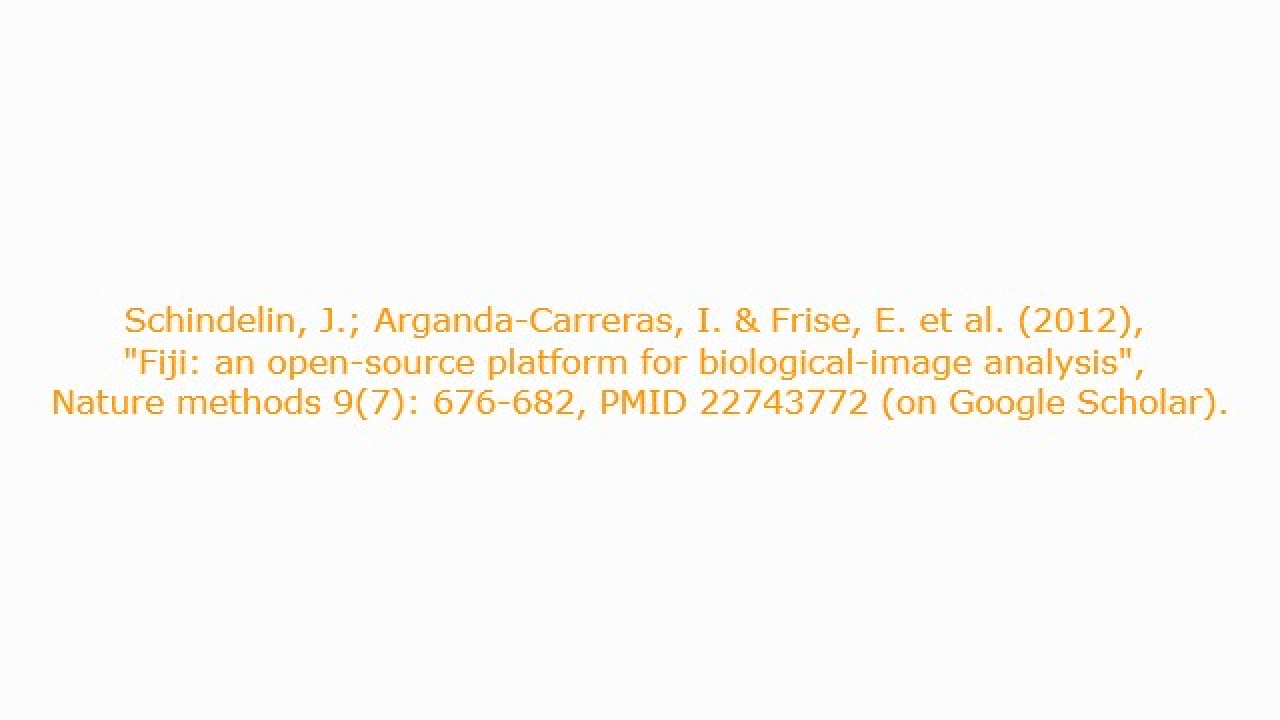 Schindelin, J.; Arganda-Carreras, I. & Frise, E. et al. (2012),
"Fiji: an open-source platform for biological-image analysis",
Nature methods 9(7): 676-682, PMID 22743772 (on Google Scholar).